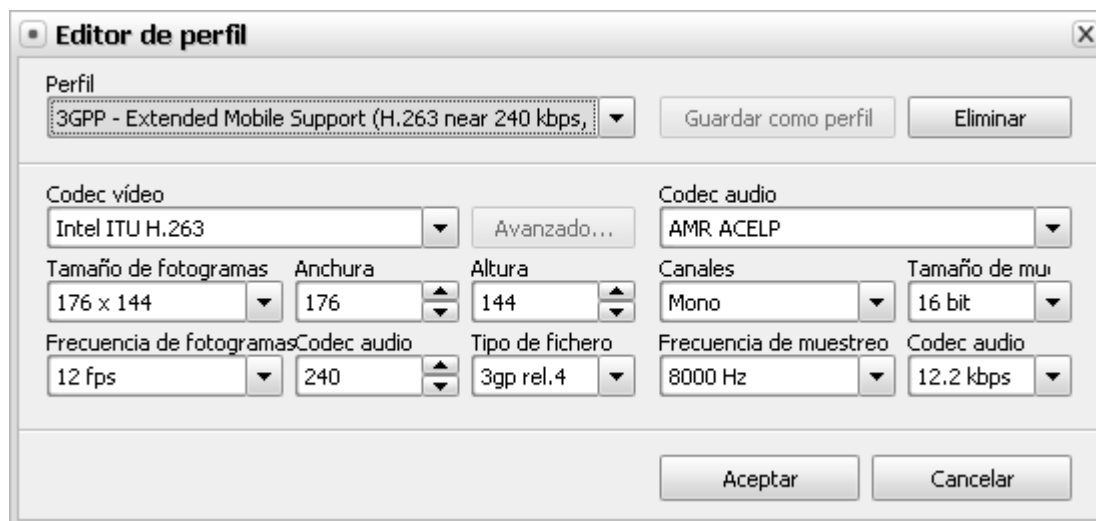 Editor de perfil
Perfil
3GPP - Extended Mobile Support (H.263 near 240 kbps,
Guardar como perfil
Eliminar
Codec vídeo
Codec audio
Intel ITU H.263
Avanzado...
AMR ACELP
Tamaño de fotogramas
Anchura
Altura
Canales
Tamaño de mu
176 x 144
176
144
Mono
16 bit
Frecuencia de fotogramas
Codec audio
Tipo de fichero
Frecuencia de muestreo
Codec audio
12 fps
240
3gp rel.4
8000 Hz
12.2 kbps
Aceptar
Cancelar